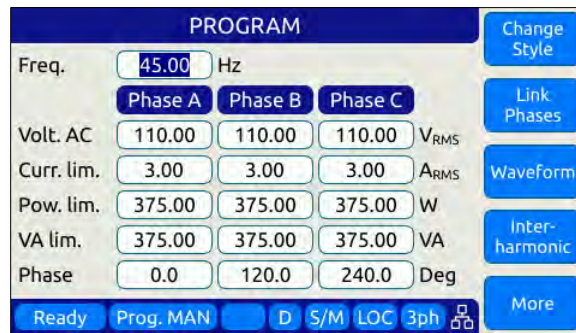 PROGRAM
Change
Style
Freq. 45.00 Hz
Phase A Phase B Phase C
Link
Phases
Volt. AC 110.00 110.00 110.00 VRMS
Curr. lim. 3.00 3.00 3.00 ARMS
Waveform
Pow. lim. 375.00 375.00 375.00 W
VA lim. 375.00 375.00 375.00 VA
Inter-
harmonic
Phase 0.0 120.0 240.0 Deg
Ready Prog. MAN D S/M LOC 3ph
More